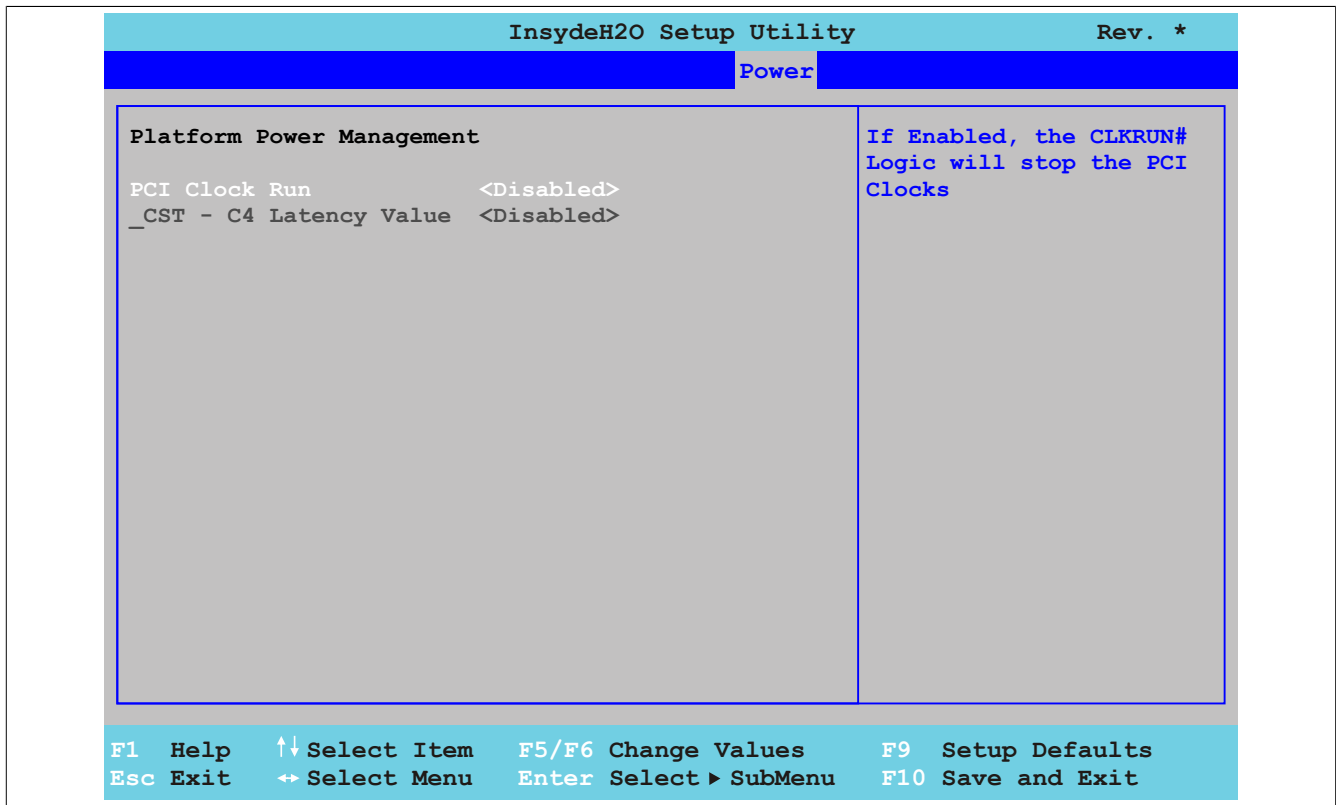 InsydeH2O Setup Utility Rev. *
Power
Platform Power Management
PCI Clock Run <Disabled>
_CST - C4 Latency Value <Disabled>
If Enabled, the CLKRUN#
Logic will stop the PCI
Clocks
F1 Help ↑↓ Select Item F5/F6 Change Values F9 Setup Defaults
Esc Exit ↔ Select Menu Enter Select ▶ SubMenu F10 Save and Exit